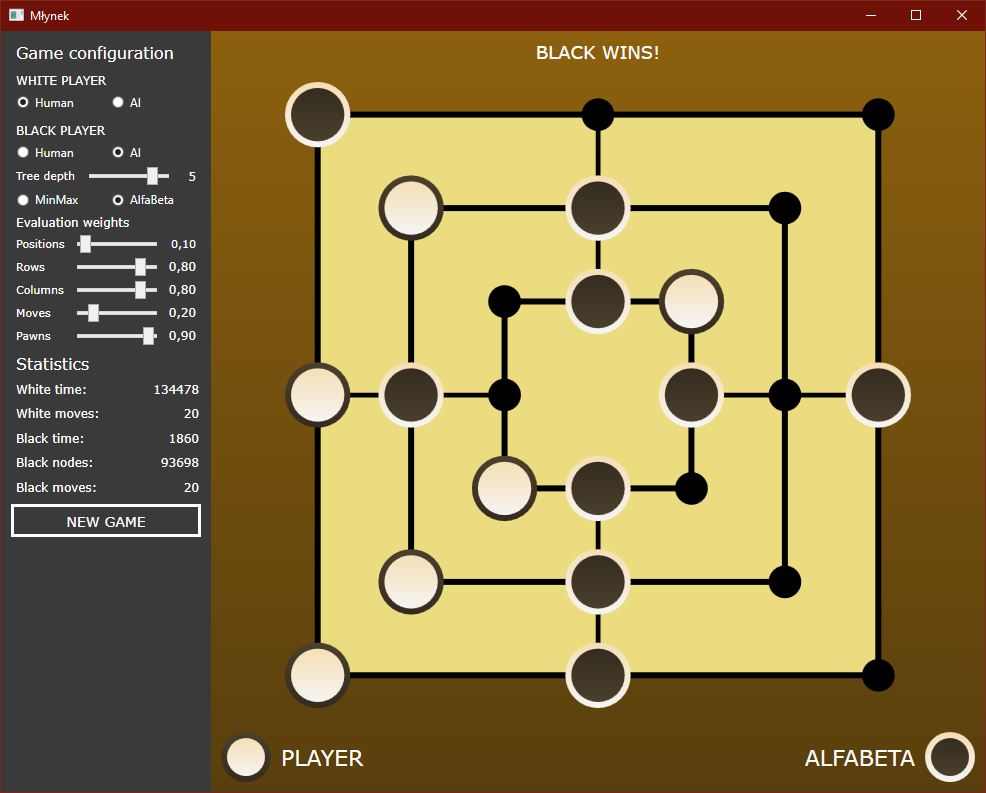 Młynek
Game configuration
WHITE PLAYER
Human AI
BLACK PLAYER
Human AI
Tree depth 5
MinMax AlfaBeta
Evaluation weights
Positions 0,10
Rows 0,80
Columns 0,80
Moves 0,20
Pawns 0,90
Statistics
White time: 134478
White moves: 20
Black time: 1860
Black nodes: 93698
Black moves: 20
NEW GAME
BLACK WINS!
PLAYER
ALFABETA